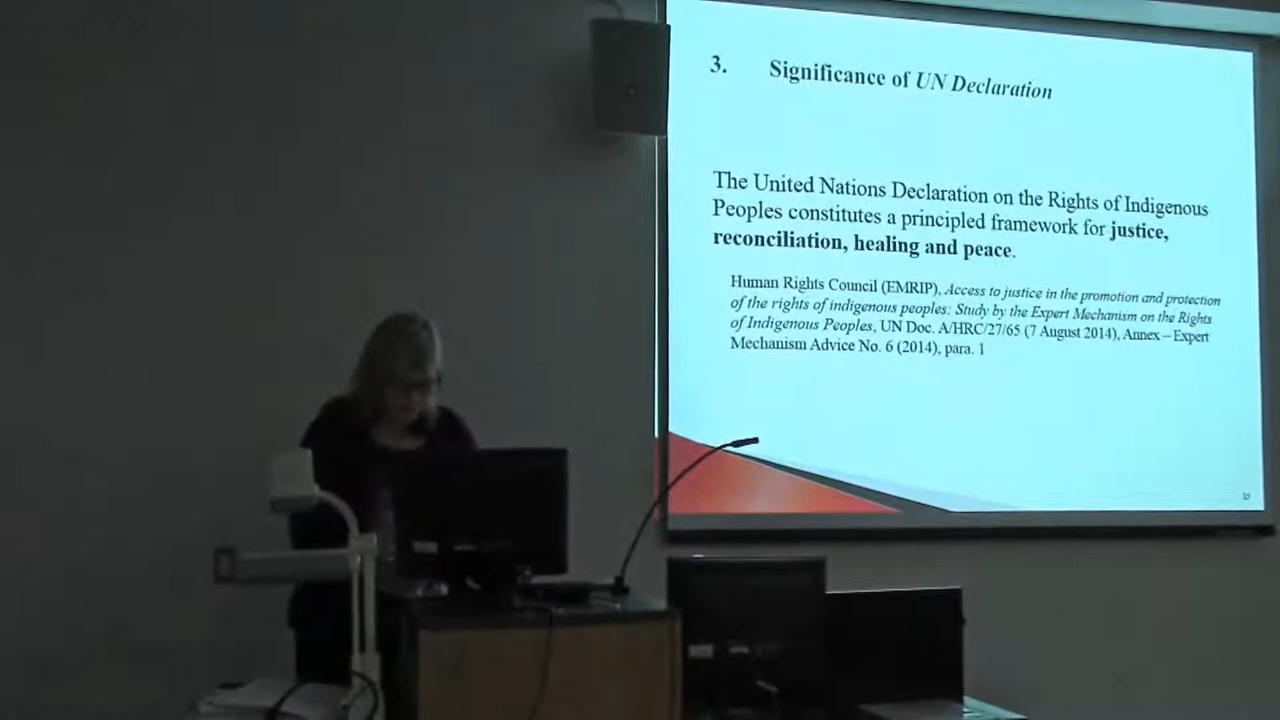 3. Significance of UN Declaration
The United Nations Declaration on the Rights of Indigenous
Peoples constitutes a principled framework for justice,
reconciliation, healing and peace.
Human Rights Council (EMRIP), Access to justice in the promotion and protection
of the rights of indigenous peoples: Study by the Expert Mechanism on the Rights
of Indigenous Peoples, UN Doc. A/HRC/27/65 (7 August 2014), Annex – Expert
Mechanism Advice No. 6 (2014), para. 1